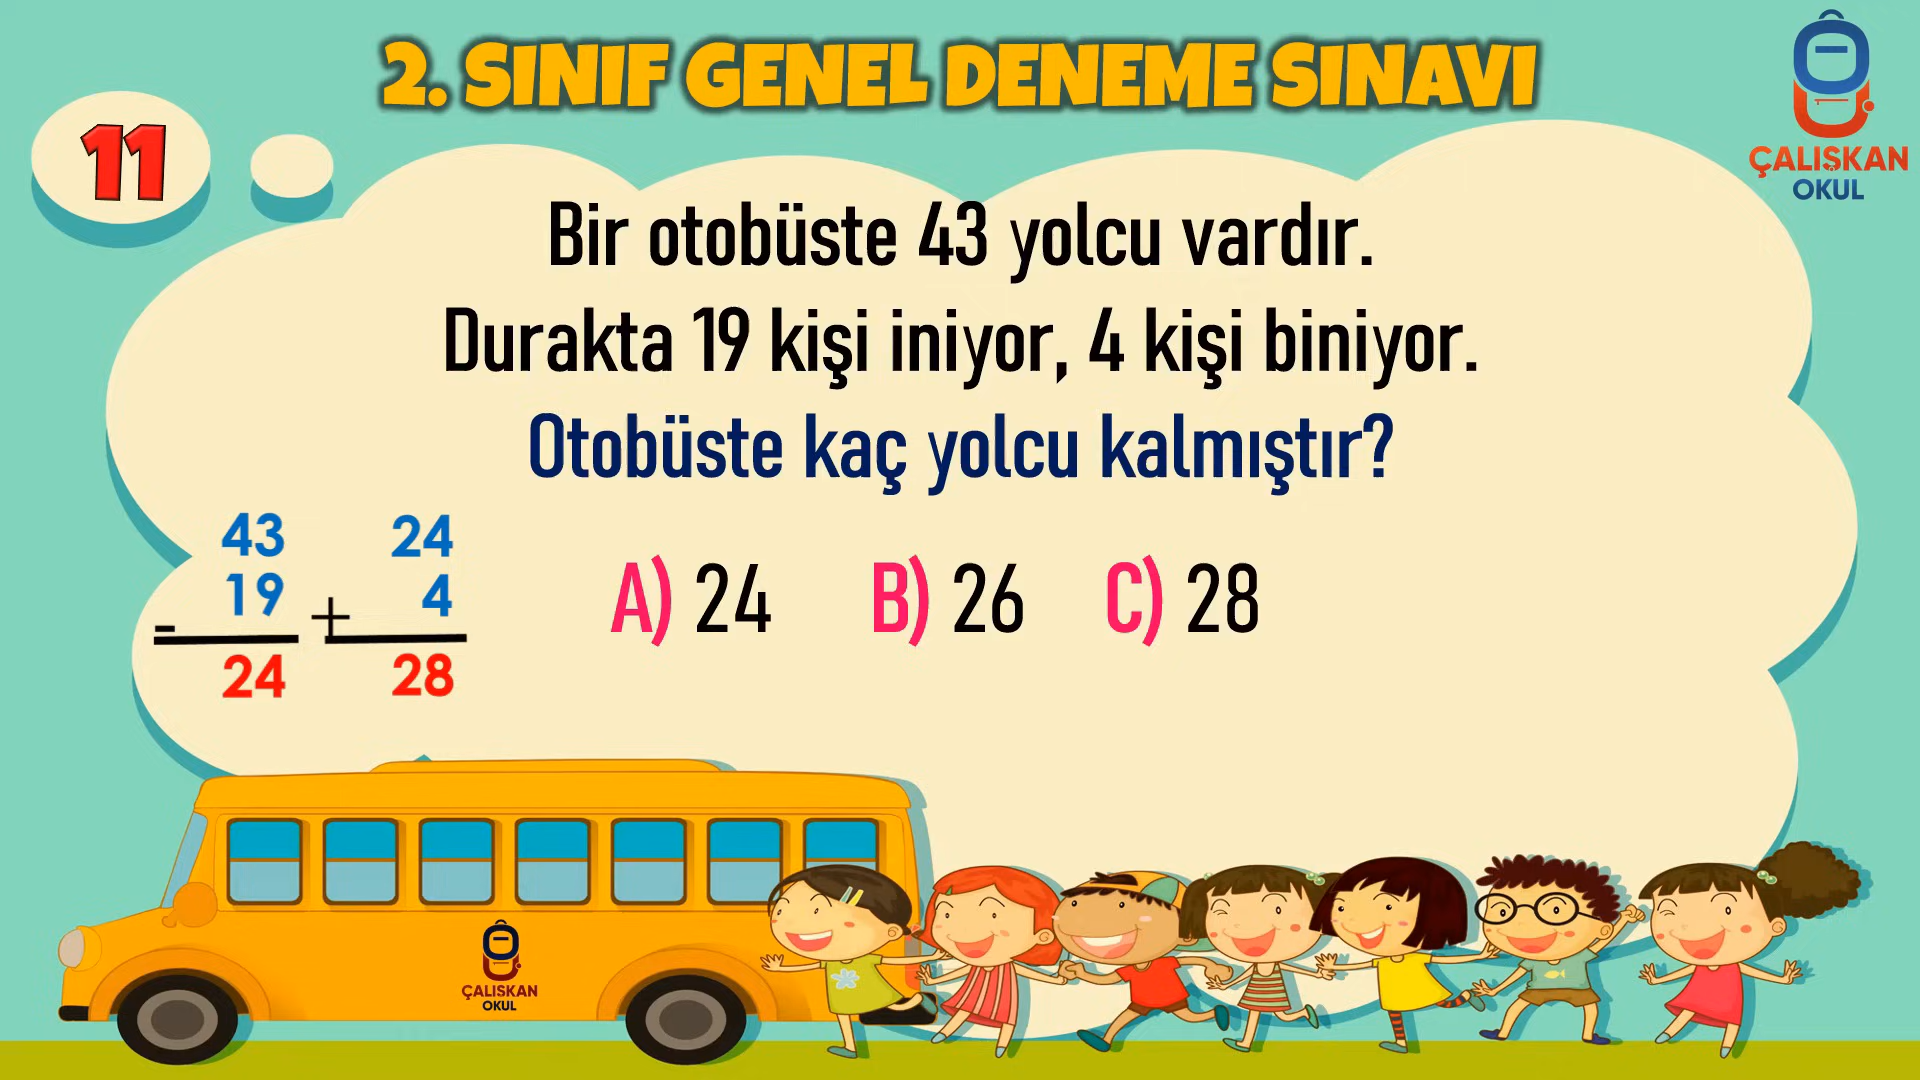 2. SINIF GENEL DENEME SINAVI
11
ÇALIŞKAN
OKUL
Bir otobüste 43 yolcu vardır.
Durakta 19 kişi iniyor, 4 kişi biniyor.
Otobüste kaç yolcu kalmıştır?
43
- 19
24
24
+ 4
28
A) 24 B) 26 C) 28
ÇALISKAN
OKUL